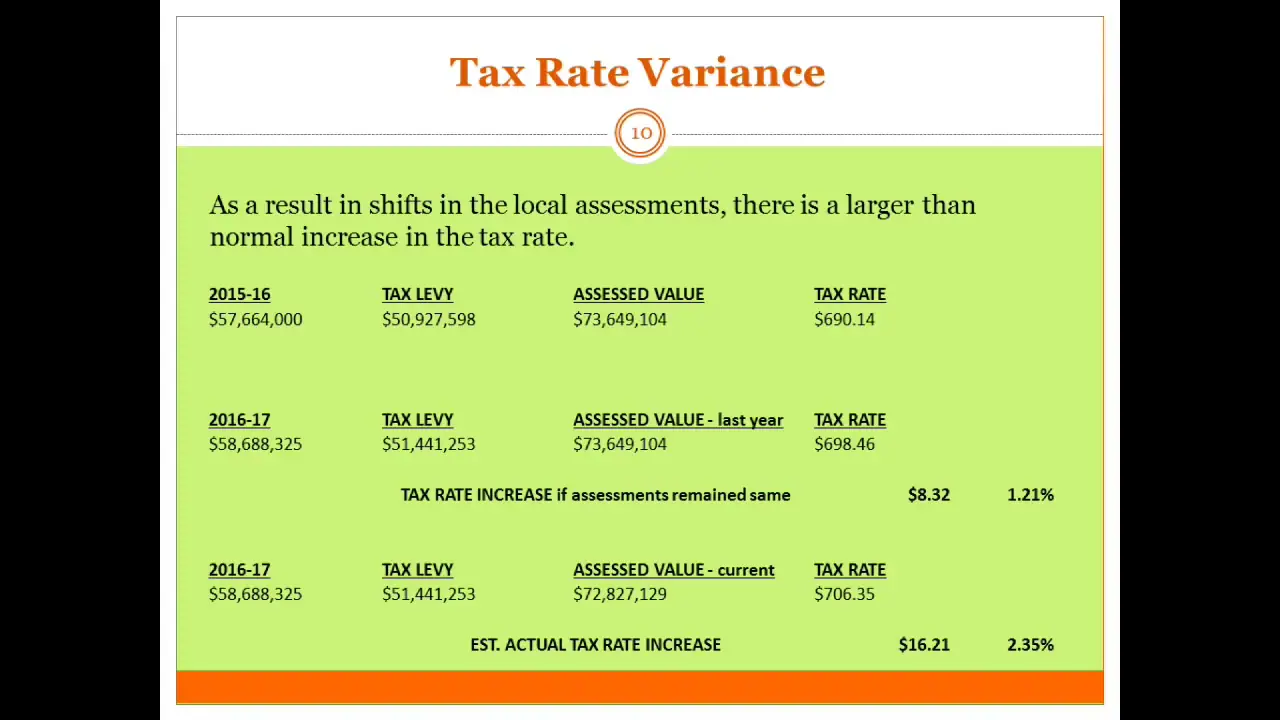 Tax Rate Variance
10
As a result in shifts in the local assessments, there is a larger than
normal increase in the tax rate.
2015-16 TAX LEVY ASSESSED VALUE TAX RATE
$57,664,000 $50,927,598 $73,649,104 $690.14
2016-17 TAX LEVY ASSESSED VALUE - last year TAX RATE
$58,688,325 $51,441,253 $73,649,104 $698.46
TAX RATE INCREASE if assessments remained same $8.32 1.21%
2016-17 TAX LEVY ASSESSED VALUE - current TAX RATE
$58,688,325 $51,441,253 $72,827,129 $706.35
EST. ACTUAL TAX RATE INCREASE $16.21 2.35%